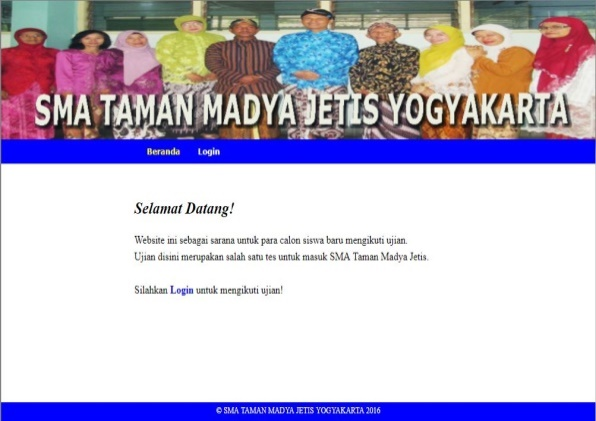 SMA TAMAN MADYA JETIS YOGYAKARTA
Beranda Login
Selamat Datang!
Website ini sebagai sarana untuk para calon siswa baru mengikuti ujian.
Ujian disini merupakan salah satu tes untuk masuk SMA Taman Madya Jetis.
Silahkan Login untuk mengikuti ujian!
© SMA TAMAN MADYA JETIS YOGYAKARTA 2016